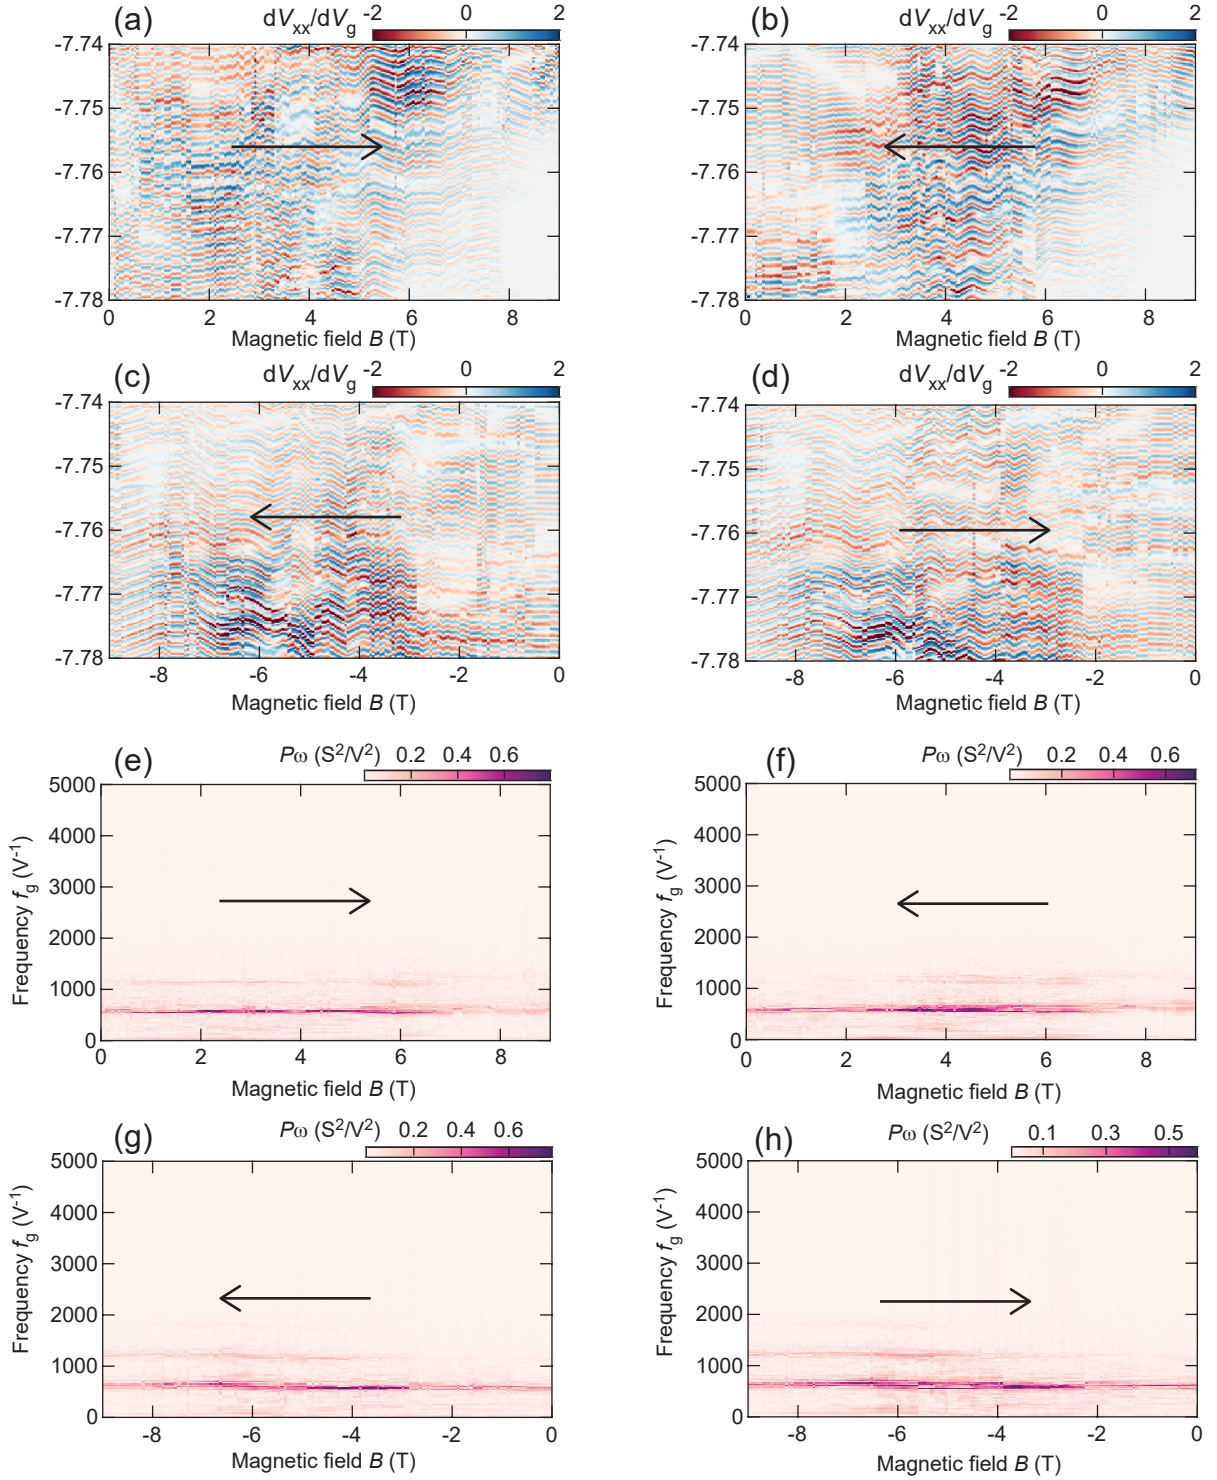 (a) dVxx/dVg -2 0 2
-7.74
-7.75
-7.76
-7.77
-7.78
0 2 4 6 8
Magnetic field B (T)
(b) dVxx/dVg -2 0 2
-7.74
-7.75
-7.76
-7.77
-7.78
0 2 4 6 8
Magnetic field B (T)
(c) dVxx/dVg -2 0 2
-7.74
-7.75
-7.76
-7.77
-7.78
-8 -6 -4 -2 0
Magnetic field B (T)
(d) dVxx/dVg -2 0 2
-7.74
-7.75
-7.76
-7.77
-7.78
-8 -6 -4 -2 0
Magnetic field B (T)
(e) Pω (S²/V²) 0.2 0.4 0.6
Frequency fg (V⁻¹)
5000
4000
3000
2000
1000
0
0 2 4 6 8
Magnetic field B (T)
(f) Pω (S²/V²) 0.2 0.4 0.6
Frequency fg (V⁻¹)
5000
4000
3000
2000
1000
0
0 2 4 6 8
Magnetic field B (T)
(g) Pω (S²/V²) 0.2 0.4 0.6
Frequency fg (V⁻¹)
5000
4000
3000
2000
1000
0
-8 -6 -4 -2 0
Magnetic field B (T)
(h) Pω (S²/V²) 0.1 0.3 0.5
Frequency fg (V⁻¹)
5000
4000
3000
2000
1000
0
-8 -6 -4 -2 0
Magnetic field B (T)